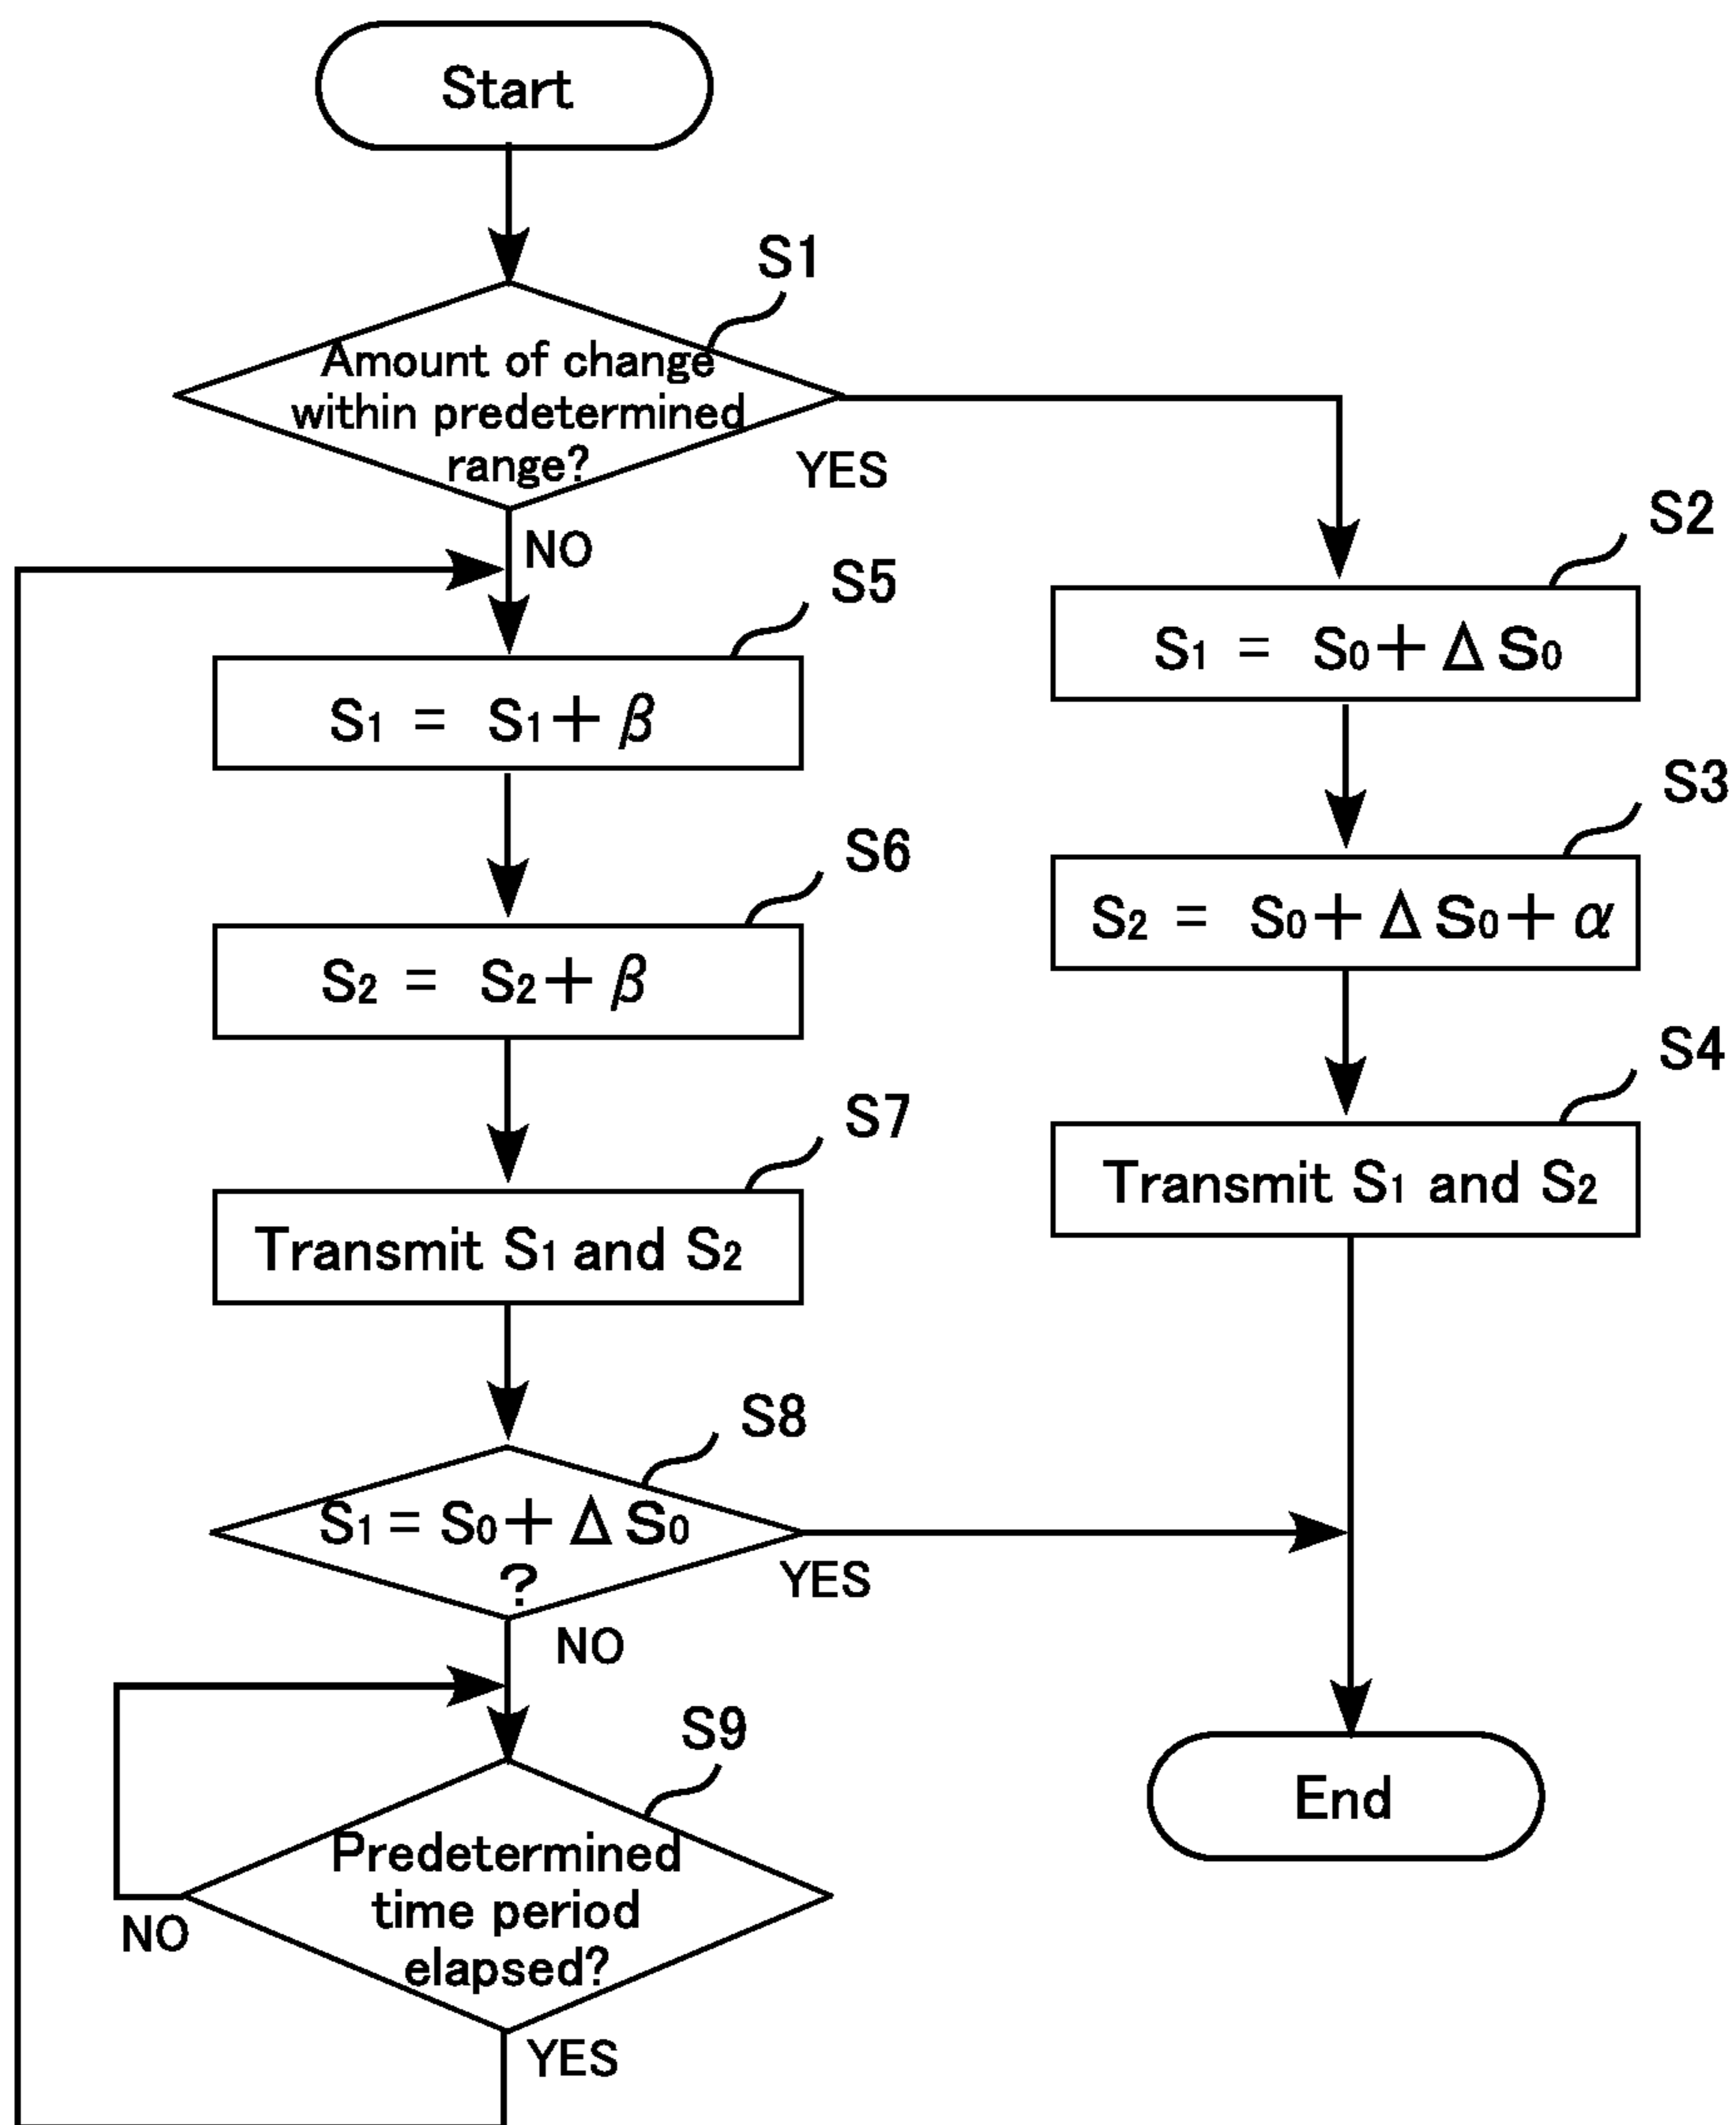 Start
S1
Amount of change
within predetermined
range?
YES
NO
S2
S₁ = S₀+ΔS₀
S5
S₁ = S₁+β
S3
S₂ = S₀+ΔS₀+α
S6
S₂ = S₂+β
S4
Transmit S₁ and S₂
S7
Transmit S₁ and S₂
S8
S₁=S₀+ΔS₀
?
YES
NO
S9
Predetermined
time period
elapsed?
NO
YES
End